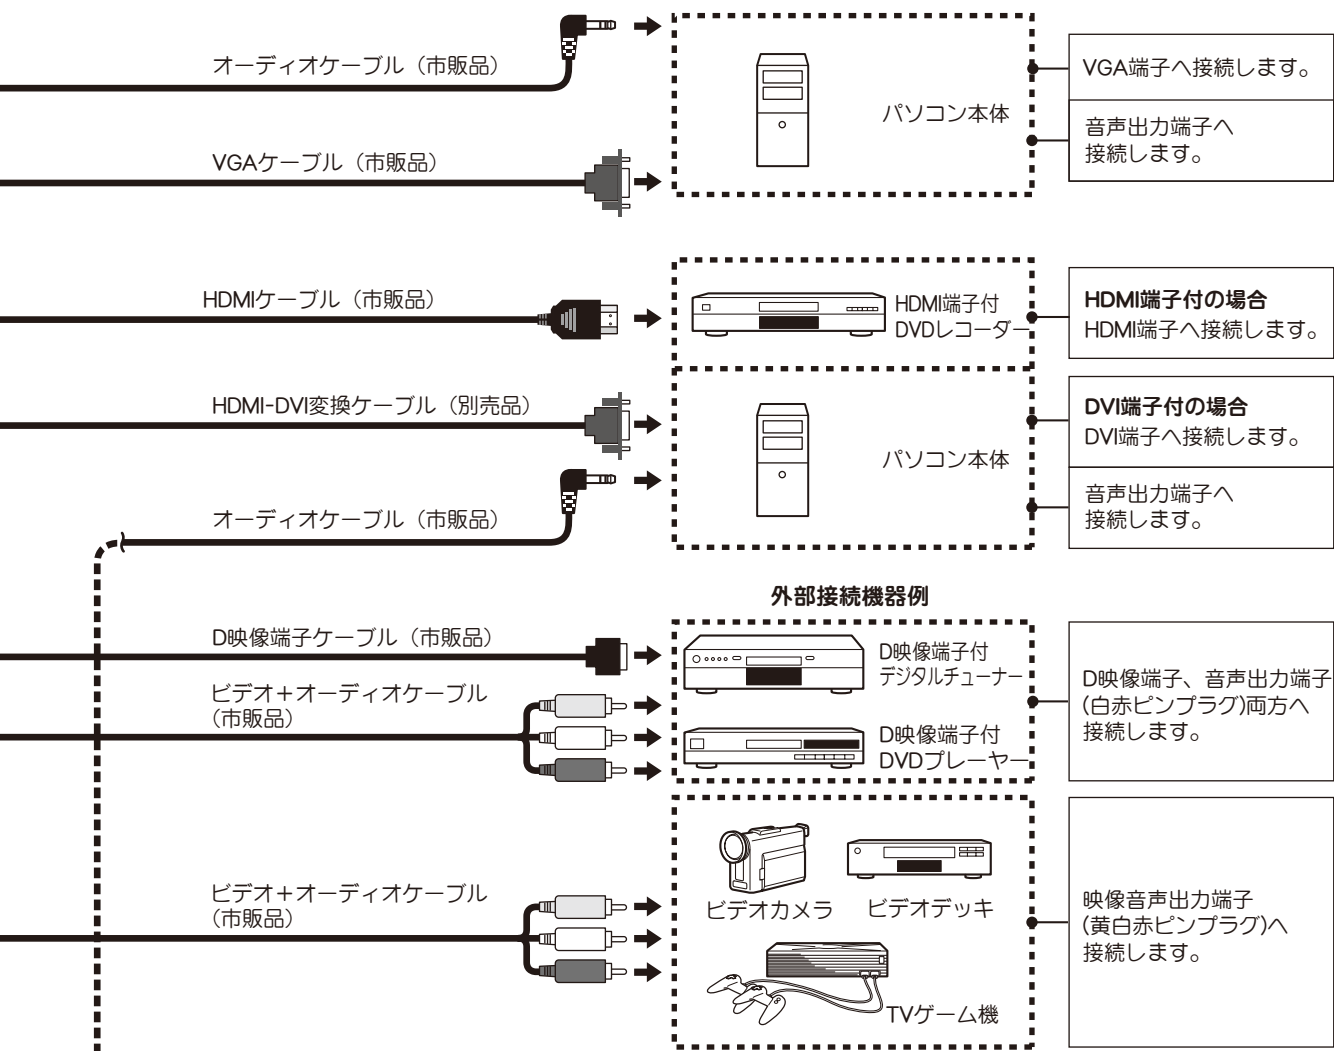 オーディオケーブル（市販品）
VGAケーブル（市販品）
パソコン本体
VGA端子へ接続します。
音声出力端子へ
接続します。
HDMIケーブル（市販品）
HDMI端子付
DVDレコーダー
HDMI端子付の場合
HDMI端子へ接続します。
HDMI-DVI変換ケーブル（別売品）
オーディオケーブル（市販品）
パソコン本体
DVI端子付の場合
DVI端子へ接続します。
音声出力端子へ
接続します。
外部接続機器例
D映像端子ケーブル（市販品）
ビデオ＋オーディオケーブル
（市販品）
D映像端子付
デジタルチューナー
D映像端子付
DVDプレーヤー
D映像端子、音声出力端子
(白赤ピンプラグ)両方へ
接続します。
ビデオ＋オーディオケーブル
（市販品）
ビデオカメラ
ビデオデッキ
TVゲーム機
映像音声出力端子
(黄白赤ピンプラグ)へ
接続します。